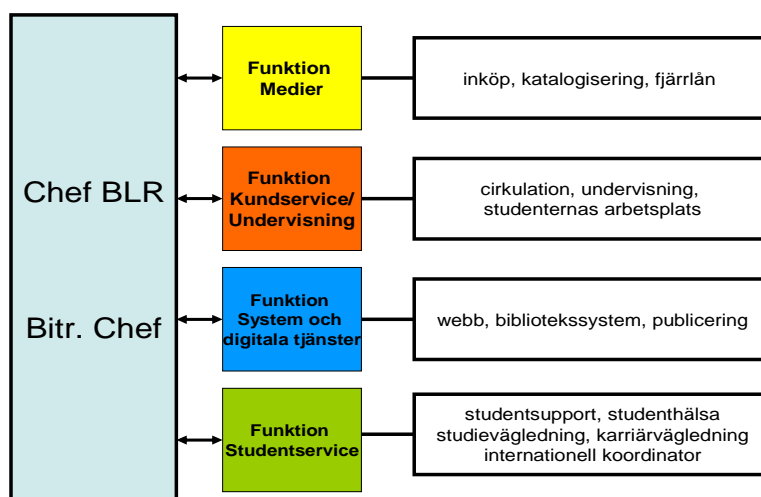 Chef BLR
Bitr. Chef
Funktion
Medier
inköp, katalogisering, fjärrlån
Funktion
Kundservice/
Undervisning
cirkulation, undervisning,
studenternas arbetsplats
Funktion
System och
digitala tjänster
webb, bibliotekssystem, publicering
Funktion
Studentservice
studentsupport, studenthälsa
studievägledning, karriärvägledning
internationell koordinator